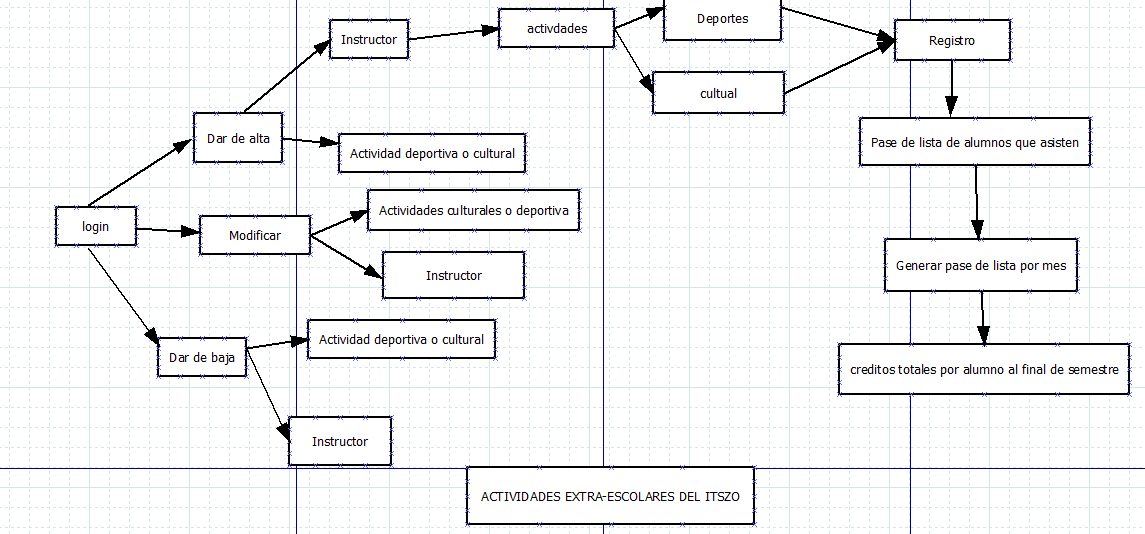 Deportes
actividades
Instructor
Registro
cultual
Dar de alta
Pase de lista de alumnos que asisten
Actividad deportiva o cultural
Actividades culturales o deportiva
login
Modificar
Generar pase de lista por mes
Instructor
Actividad deportiva o cultural
Dar de baja
creditos totales por alumno al final de semestre
Instructor
ACTIVIDADES EXTRA-ESCOLARES DEL ITSZO